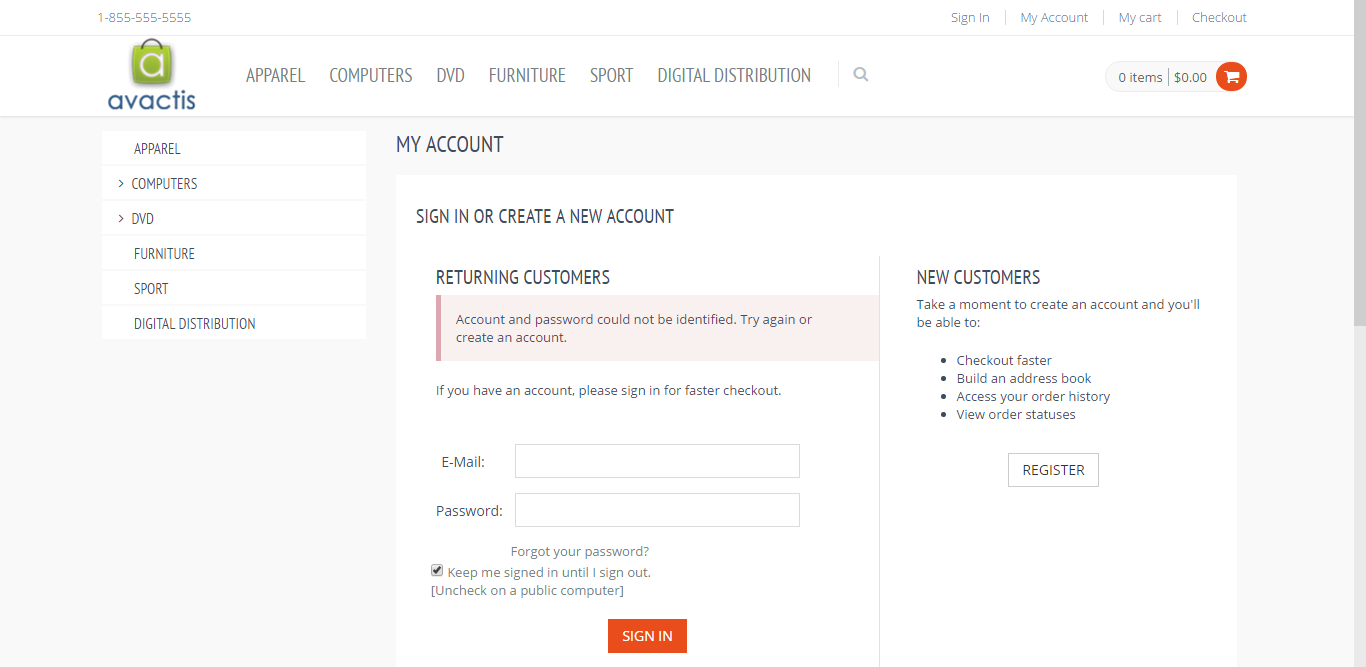 1-855-555-5555
Sign In
My Account
My cart
Checkout
a
avactis
APPAREL
COMPUTERS
DVD
FURNITURE
SPORT
DIGITAL DISTRIBUTION
0 items
$0.00
APPAREL
COMPUTERS
DVD
FURNITURE
SPORT
DIGITAL DISTRIBUTION
MY ACCOUNT
SIGN IN OR CREATE A NEW ACCOUNT
RETURNING CUSTOMERS
Account and password could not be identified. Try again or
create an account.
If you have an account, please sign in for faster checkout.
E-Mail:
Password:
Forgot your password?
Keep me signed in until I sign out.
[Uncheck on a public computer]
SIGN IN
NEW CUSTOMERS
Take a moment to create an account and you'll
be able to:
Checkout faster
Build an address book
Access your order history
View order statuses
REGISTER